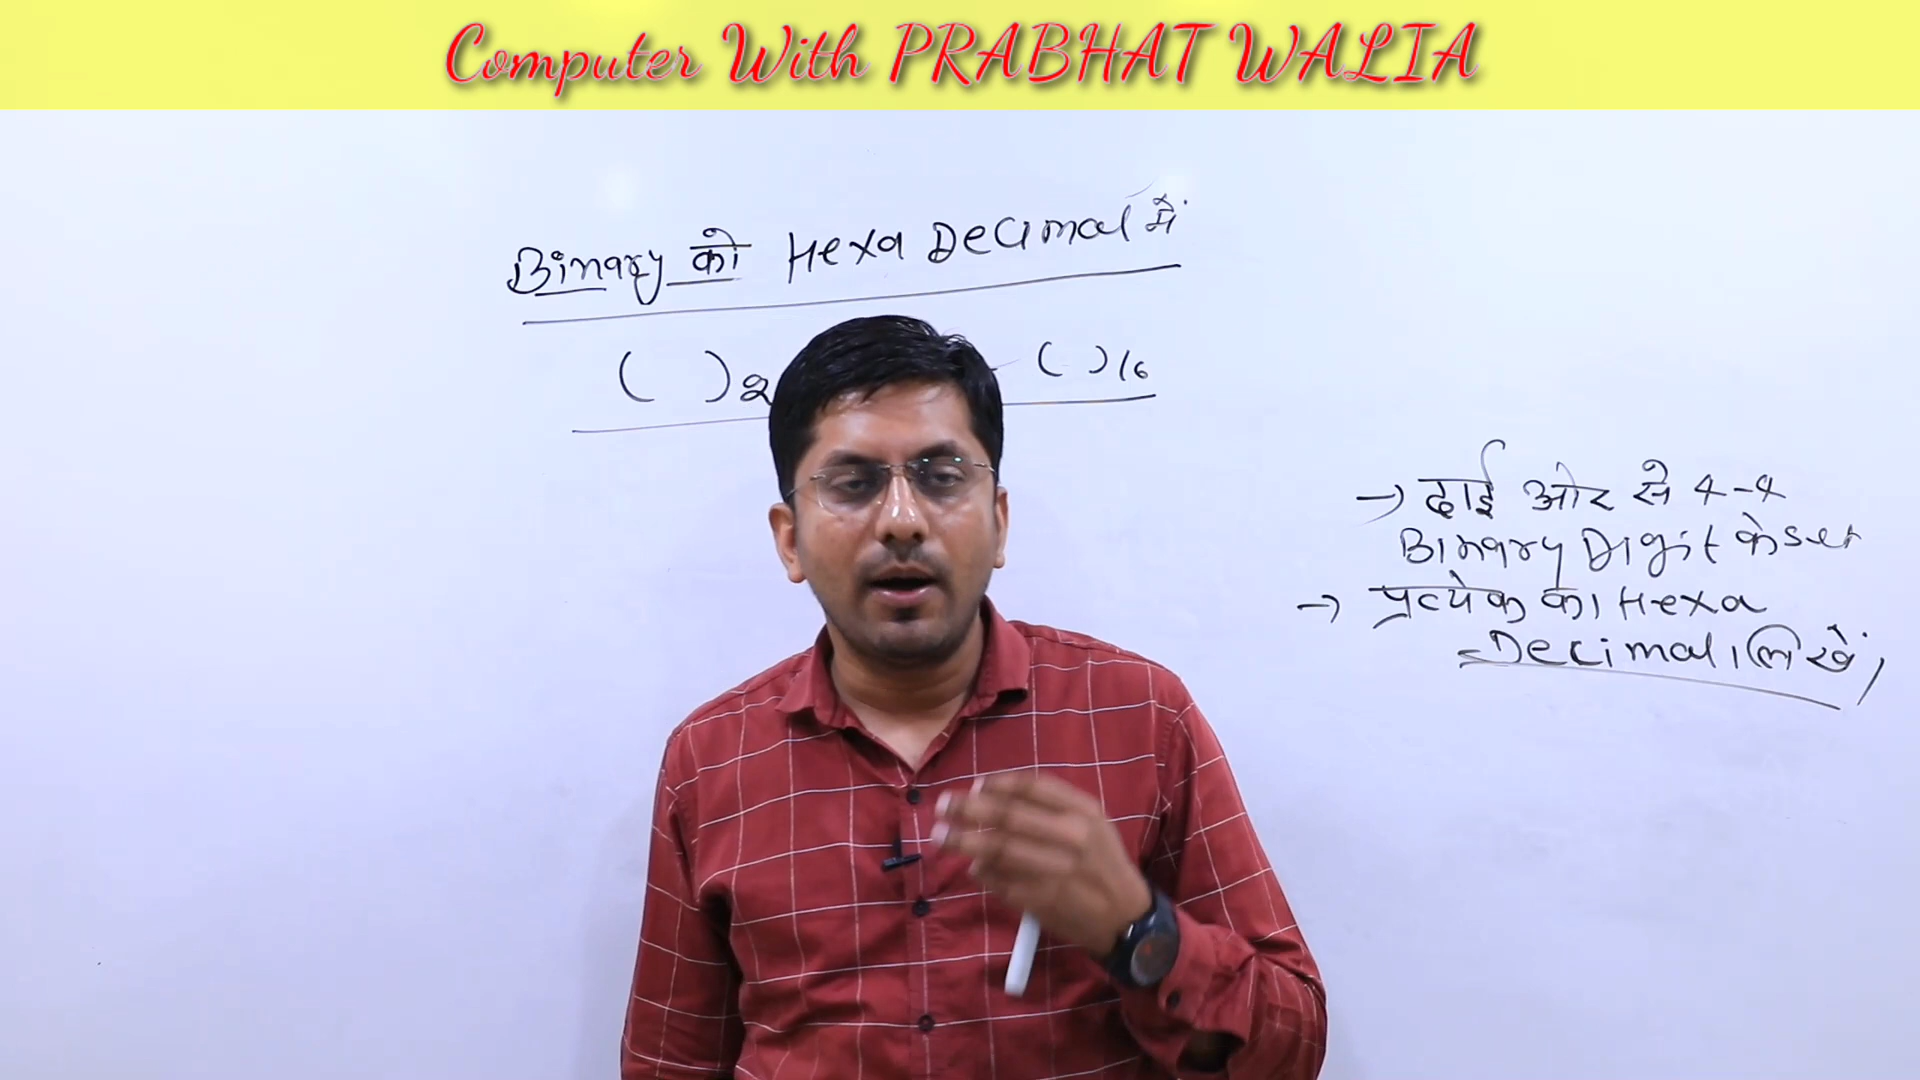 Computer With PRABHAT WALIA
Binary को Hexa Decimal में
( )2 - ( )16
→ दाई ओर से 4-4
Binary Digit के set
→ प्रत्येक का Hexa
Decimal लिखें,